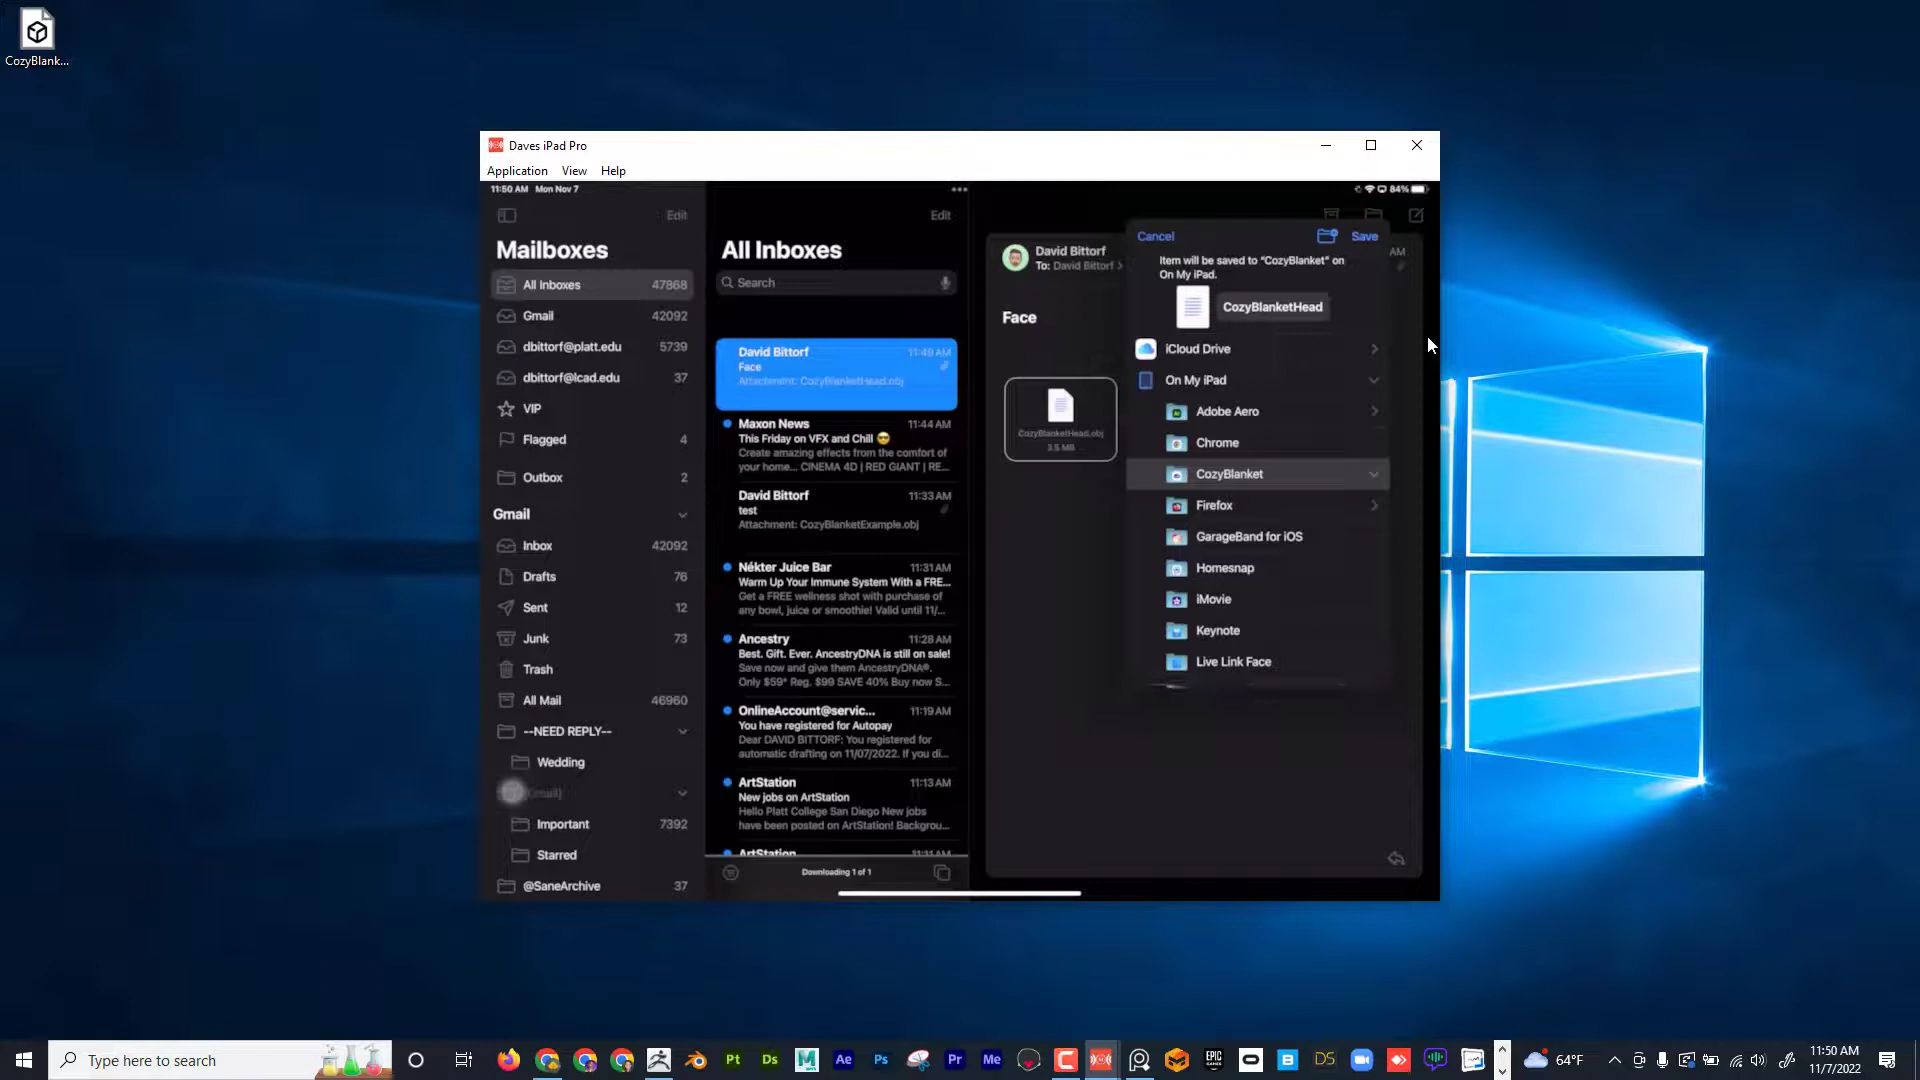 CozyBlank...
Daves iPad Pro
Application View Help
11:50 AM Mon Nov 7
84%
Edit
Mailboxes
All Inboxes 47868
Gmail 42092
dbittorf@platt.edu 5739
dbittorf@lcad.edu 37
VIP
Flagged 4
Outbox 2
Gmail
Inbox 42092
Drafts 76
Sent 12
Junk 73
Trash
All Mail 46960
--NEED REPLY--
Wedding
Important 7392
Starred
@SaneArchive 37
Edit
All Inboxes
Search
David Bittorf 11:49 AM
Face
Attachment: CozyBlanketHead.obj
Maxon News 11:44 AM
This Friday on VFX and Chill 😎
Create amazing effects from the comfort of
your home... CINEMA 4D | RED GIANT | RE...
David Bittorf 11:33 AM
test
Attachment: CozyBlanketExample.obj
Nékter Juice Bar 11:31 AM
Warm Up Your Immune System With a FRE...
Get a FREE wellness shot with purchase of
any bowl, juice or smoothie! Valid until 11/...
Ancestry 11:28 AM
Best. Gift. Ever. AncestryDNA is still on sale!
Save now and give them AncestryDNA®.
Only $59* Reg. $99 SAVE 40% Buy now S...
OnlineAccount@servic... 11:19 AM
You have registered for Autopay
Dear DAVID BITTORF: You registered for
automatic drafting on 11/07/2022. If you di...
ArtStation 11:13 AM
New jobs on ArtStation
Hello Platt College San Diego New jobs
have been posted on ArtStation! Backgrou...
ArtStation 11:11 AM
Downloading 1 of 1
David Bittorf
To: David Bittorf >
AM
Face
CozyBlanketHead.obj
3.5 MB
Cancel Save
Item will be saved to "CozyBlanket" on
On My iPad.
CozyBlanketHead
iCloud Drive
On My iPad
Adobe Aero
Chrome
CozyBlanket
Firefox
GarageBand for iOS
Homesnap
iMovie
Keynote
Live Link Face
Type here to search
Pt
Ds
Ae
Ps
Pr
Me
EPIC
GAMES
B
DS
64°F
11:50 AM
11/7/2022